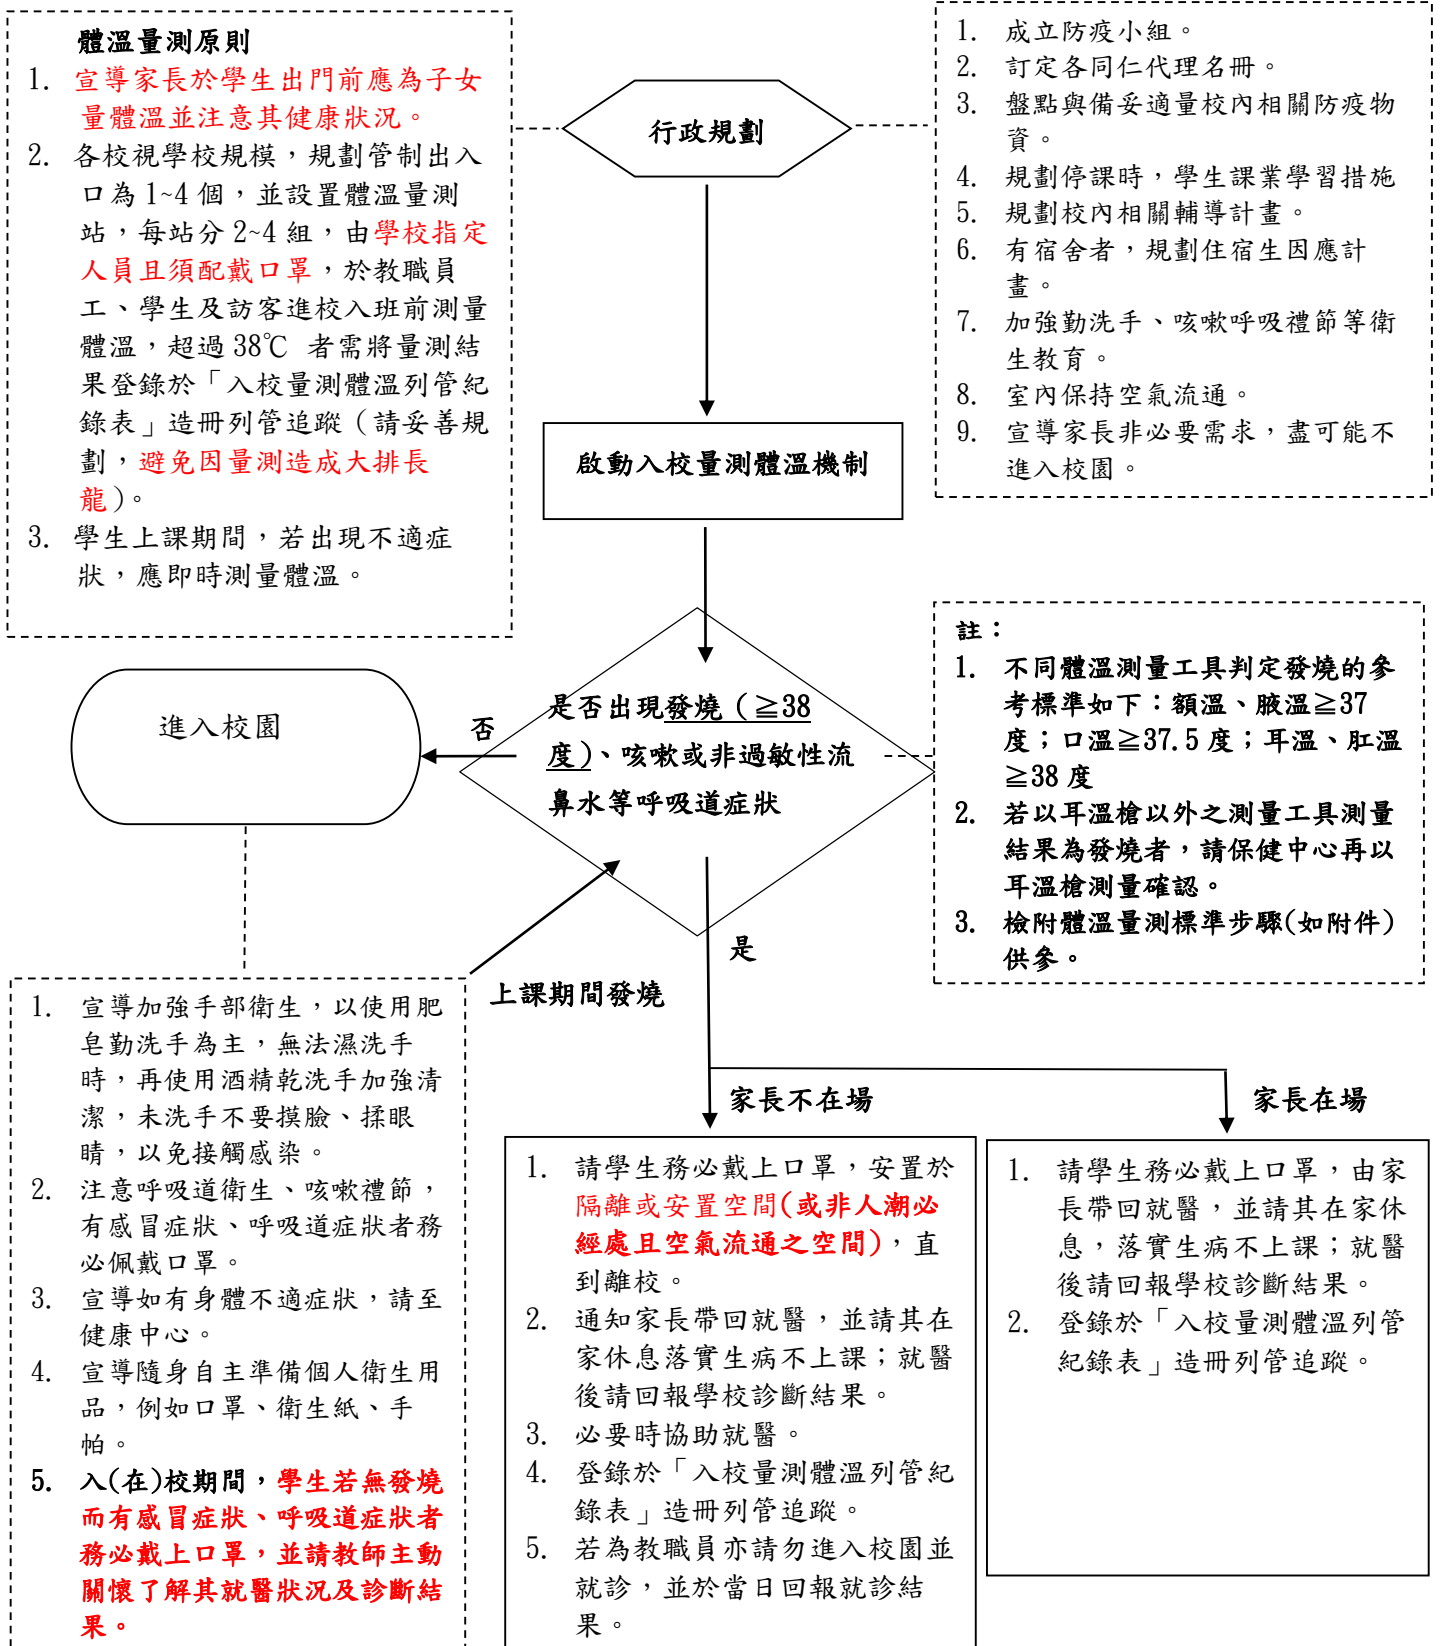 體溫量測原則
1. 宣導家長於學生出門前應為子女
量體溫並注意其健康狀況。
2. 各校視學校規模，規劃管制出入
口為 1~4 個，並設置體溫量測
站，每站分 2~4 組，由學校指定
人員且須配戴口罩，於教職員
工、學生及訪客進校入班前測量
體溫，超過 38℃ 者需將量測結
果登錄於「入校量測體溫列管紀
錄表」造冊列管追蹤（請妥善規
劃，避免因量測造成大排長
龍）。
3. 學生上課期間，若出現不適症
狀，應即時測量體溫。
行政規劃
1. 成立防疫小組。
2. 訂定各同仁代理名冊。
3. 盤點與備妥適量校內相關防疫物
資。
4. 規劃停課時，學生課業學習措施
5. 規劃校內相關輔導計畫。
6. 有宿舍者，規劃住宿生因應計
畫。
7. 加強勤洗手、咳嗽呼吸禮節等衛
生教育。
8. 室內保持空氣流通。
9. 宣導家長非必要需求，盡可能不
進入校園。
啟動入校量測體溫機制
是否出現發燒（≧38
度）、咳嗽或非過敏性流
鼻水等呼吸道症狀
註：
1. 不同體溫測量工具判定發燒的參
考標準如下：額溫、腋溫≧37
度；口溫≧37.5 度；耳溫、肛溫
≧38 度
2. 若以耳溫槍以外之測量工具測量
結果為發燒者，請保健中心再以
耳溫槍測量確認。
3. 檢附體溫量測標準步驟(如附件)
供參。
否
進入校園
是
上課期間發燒
1. 宣導加強手部衛生，以使用肥
皂勤洗手為主，無法濕洗手
時，再使用酒精乾洗手加強清
潔，未洗手不要摸臉、揉眼
睛，以免接觸感染。
2. 注意呼吸道衛生、咳嗽禮節，
有感冒症狀、呼吸道症狀者務
必佩戴口罩。
3. 宣導如有身體不適症狀，請至
健康中心。
4. 宣導隨身自主準備個人衛生用
品，例如口罩、衛生紙、手
帕。
5. 入(在)校期間，學生若無發燒
而有感冒症狀、呼吸道症狀者
務必戴上口罩，並請教師主動
關懷了解其就醫狀況及診斷結
果。
家長不在場
1. 請學生務必戴上口罩，安置於
隔離或安置空間(或非人潮必
經處且空氣流通之空間)，直
到離校。
2. 通知家長帶回就醫，並請其在
家休息落實生病不上課；就醫
後請回報學校診斷結果。
3. 必要時協助就醫。
4. 登錄於「入校量測體溫列管紀
錄表」造冊列管追蹤。
5. 若為教職員亦請勿進入校園並
就診，並於當日回報就診結
果。
家長在場
1. 請學生務必戴上口罩，由家
長帶回就醫，並請其在家休
息，落實生病不上課；就醫
後請回報學校診斷結果。
2. 登錄於「入校量測體溫列管
紀錄表」造冊列管追蹤。